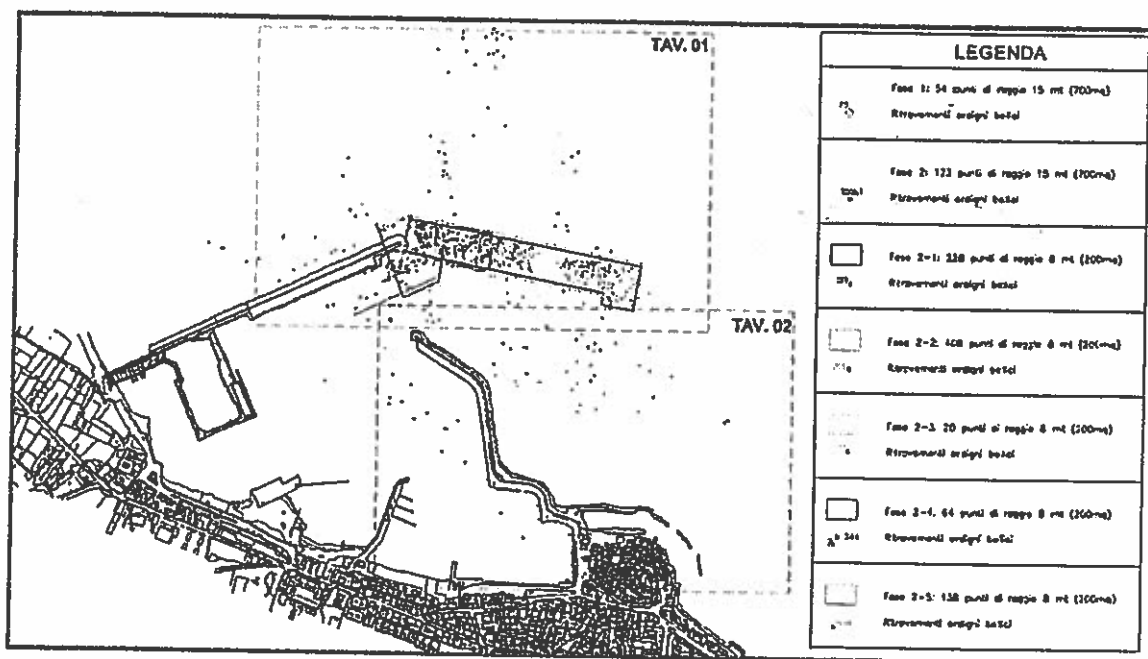 TAV. 01
TAV. 02
LEGENDA
Fase 1: 54 punti di raggio 15 mt (700mq)
Ritrovamenti ordigni bellici
Fase 2: 123 punti di raggio 15 mt (700mq)
Ritrovamenti ordigni bellici
Fase 2-1: punti di raggio 8 mt (200mq)
Ritrovamenti ordigni bellici
Fase 2-2: 408 punti di raggio 8 mt (200mq)
Ritrovamenti ordigni bellici
Fase 2-3: 20 punti di raggio 8 mt (200mq)
Ritrovamenti ordigni bellici
Fase 2-4: 64 punti di raggio 8 mt (200mq)
Ritrovamenti ordigni bellici
Fase 2-5: 138 punti di raggio 8 mt (200mq)
Ritrovamenti ordigni bellici